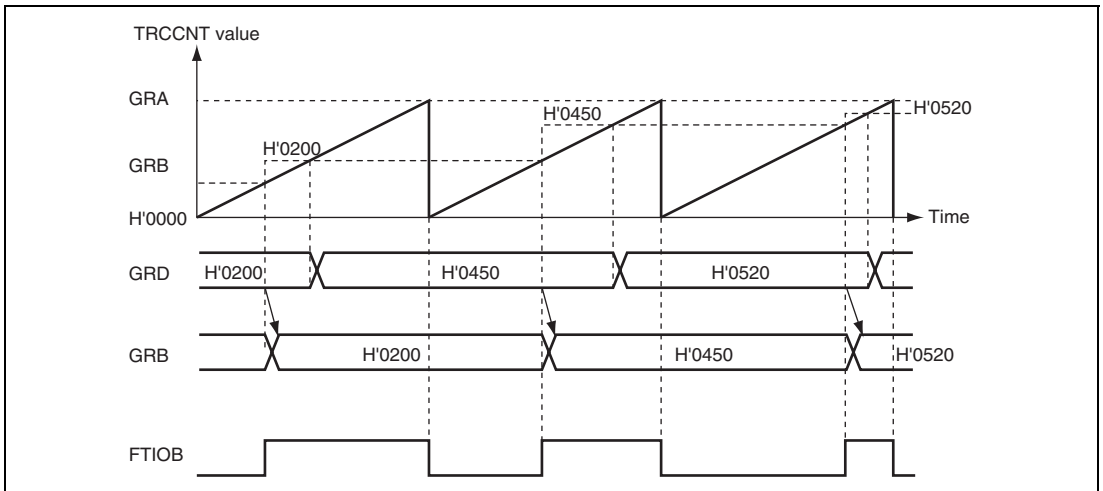 TRCCNT value
GRA
H'0450
H'0520
H'0200
GRB
H'0000
Time
GRD
H'0200
H'0450
H'0520
GRB
H'0200
H'0450
H'0520
FTIOB